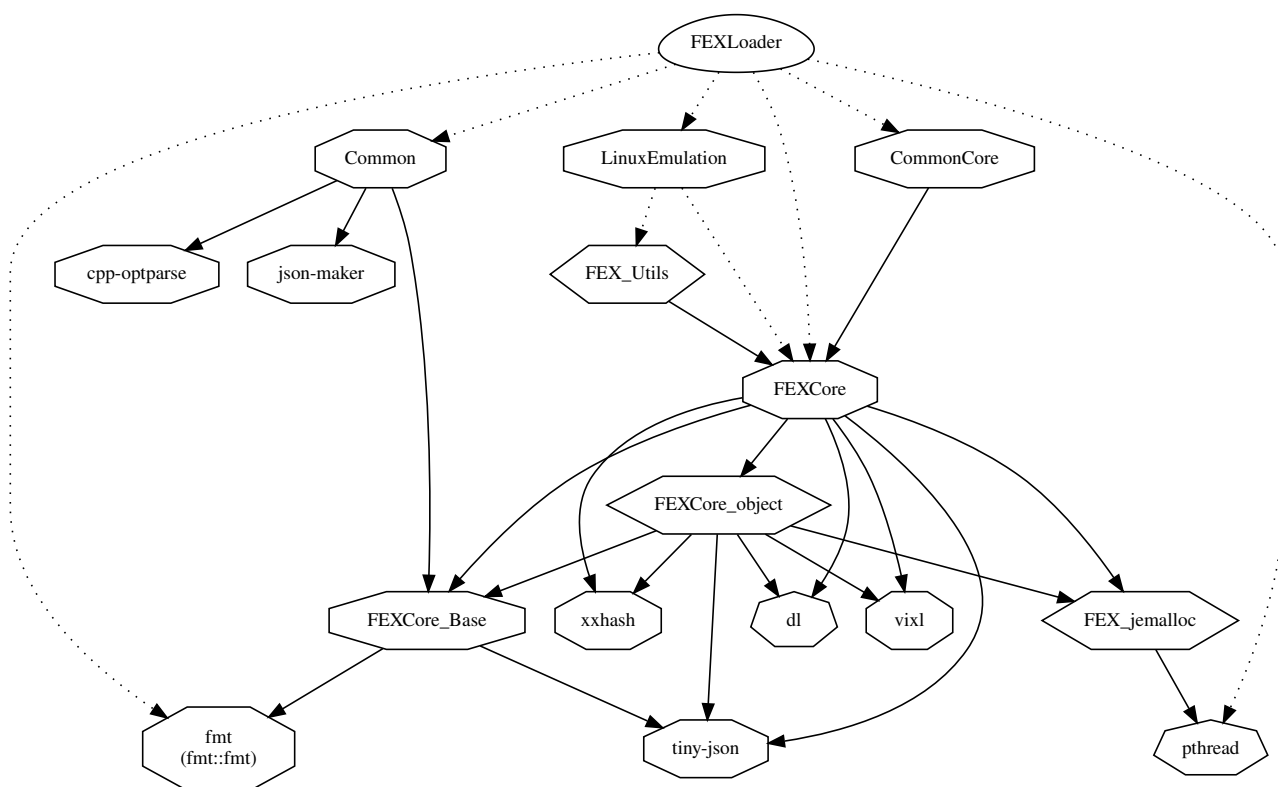 FEXLoader
Common
LinuxEmulation
CommonCore
cpp-optparse
json-maker
FEX_Utils
FEXCore
FEXCore_object
FEXCore_Base
xxhash
dl
vixl
FEX_jemalloc
fmt
(fmt::fmt)
tiny-json
pthread